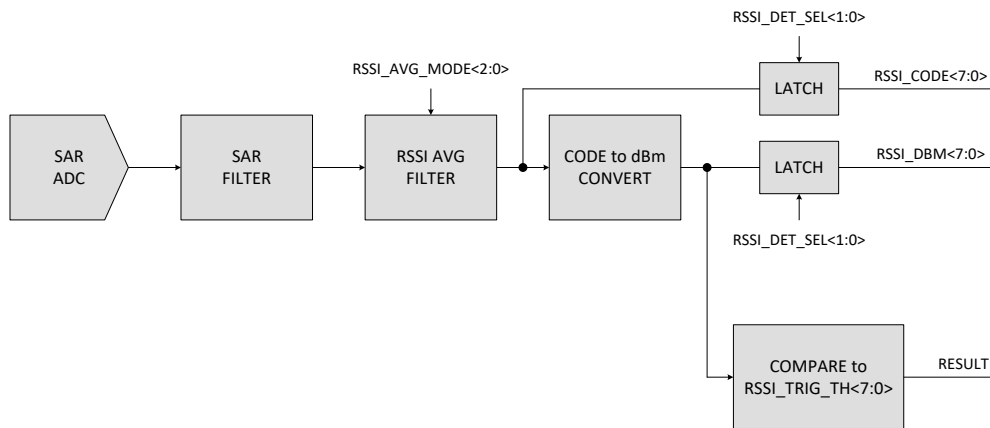 RSSI_DET_SEL<1:0>
RSSI_AVG_MODE<2:0>
LATCH
RSSI_CODE<7:0>
SAR
ADC
SAR
FILTER
RSSI AVG
FILTER
CODE to dBm
CONVERT
LATCH
RSSI_DBM<7:0>
RSSI_DET_SEL<1:0>
COMPARE to
RSSI_TRIG_TH<7:0>
RESULT